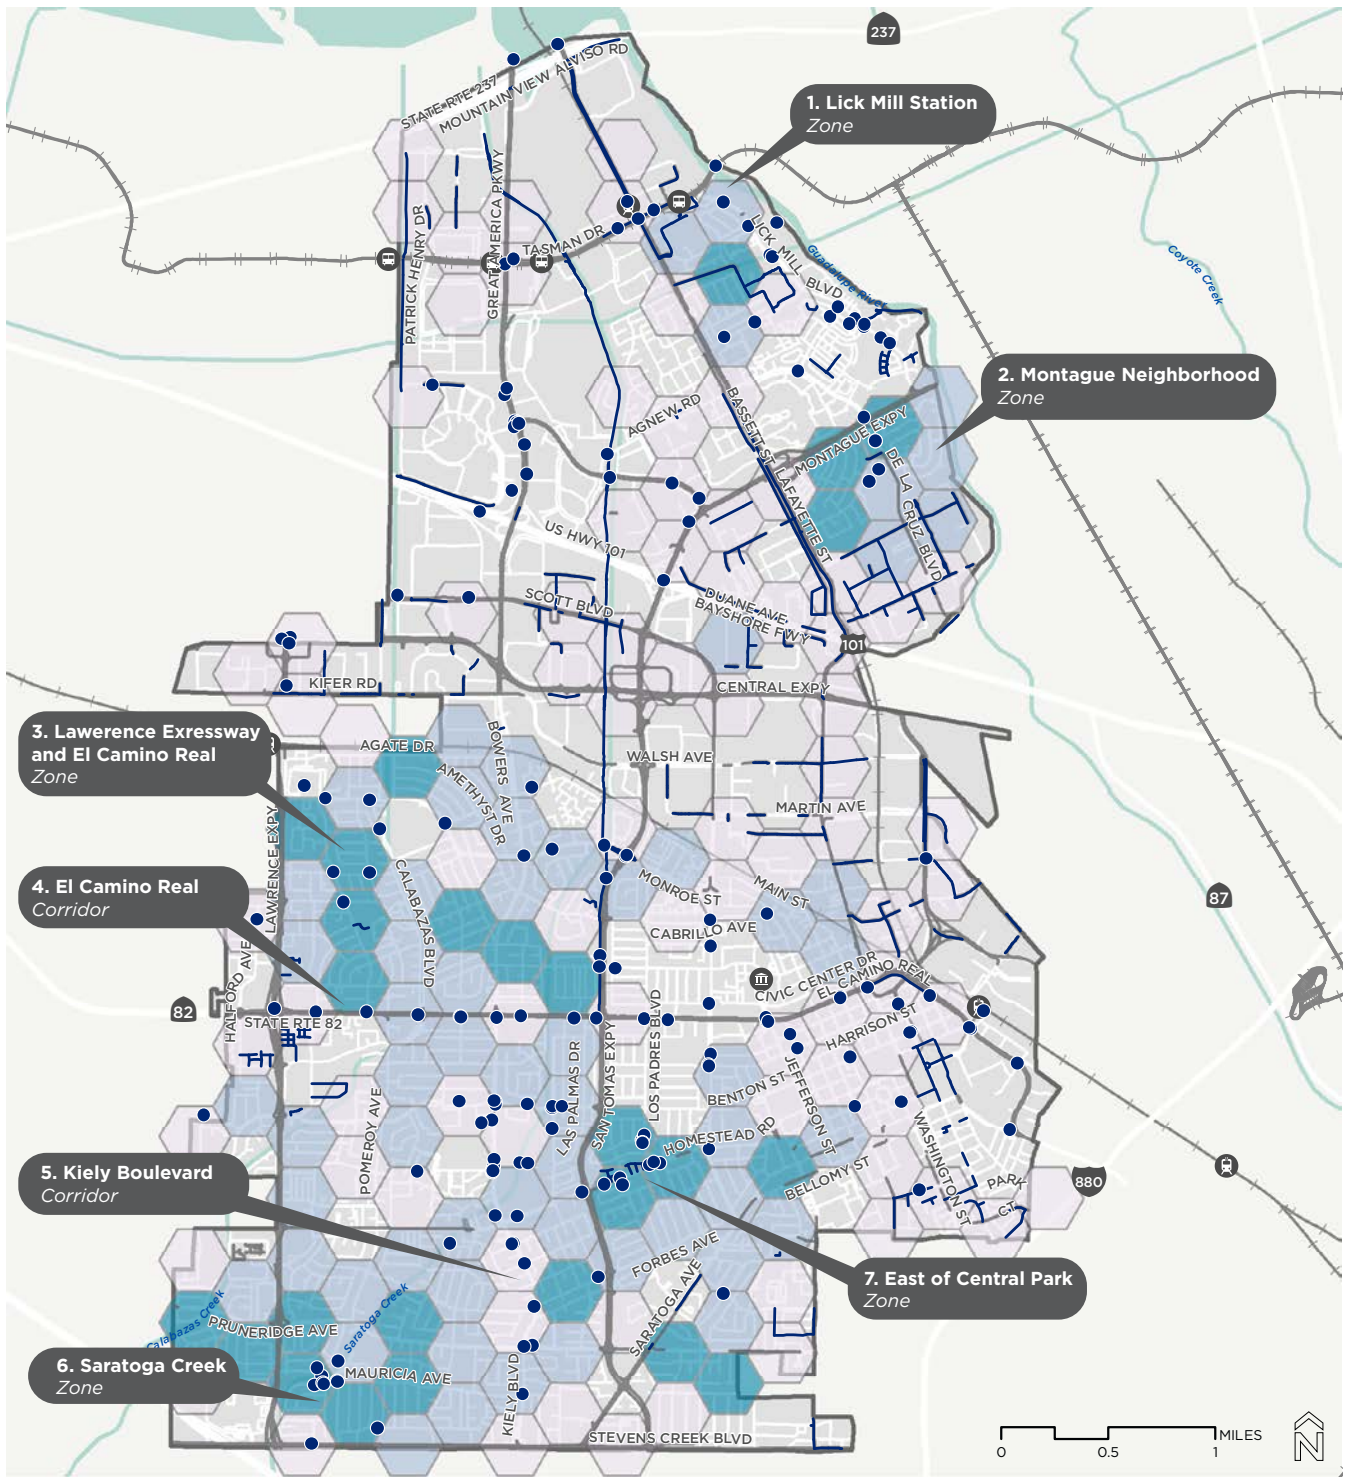 237
STATE RTE 237
MOUNTAIN VIEW ALVISO RD
1. Lick Mill Station
Zone
PATRICK HENRY DR
GREAT AMERICA PKWY
TASMAN DR
LICK MILL BLVD
Guadalupe River
Coyote Creek
2. Montague Neighborhood
Zone
AGNEW RD
BASSETT ST
LAFAYETTE ST
MONTAGUE EXPY
DE LA CRUZ BLVD
US HWY 101
SCOTT BLVD
DUANE AVE
BAYSHORE FWY
101
KIFER RD
CENTRAL EXPY
3. Lawerence Exressway
and El Camino Real
Zone
AGATE DR
AMETHYST DR
BOWERS AVE
WALSH AVE
MARTIN AVE
LAWRENCE EXPY
4. El Camino Real
Corridor
CALABAZAS BLVD
MONROE ST
MAIN ST
CABRILLO AVE
87
HALFORD AVE
CIVIC CENTER DR
EL CAMINO REAL
82
STATE RTE 82
HARRISON ST
LAS PALMAS DR
SAN TOMAS EXPY
LOS PADRES BLVD
POMEROY AVE
BENTON ST
JEFFERSON ST
HOMESTEAD RD
WASHINGTON ST
BELLOMY ST
PARK CT
880
5. Kiely Boulevard
Corridor
FORBES AVE
SARATOGA AVE
7. East of Central Park
Zone
Calabazas Creek
Saratoga Creek
PRUNERIDGE AVE
6. Saratoga Creek
Zone
MAURICIA AVE
KIELY BLVD
STEVENS CREEK BLVD
MILES
0 0.5 1
N